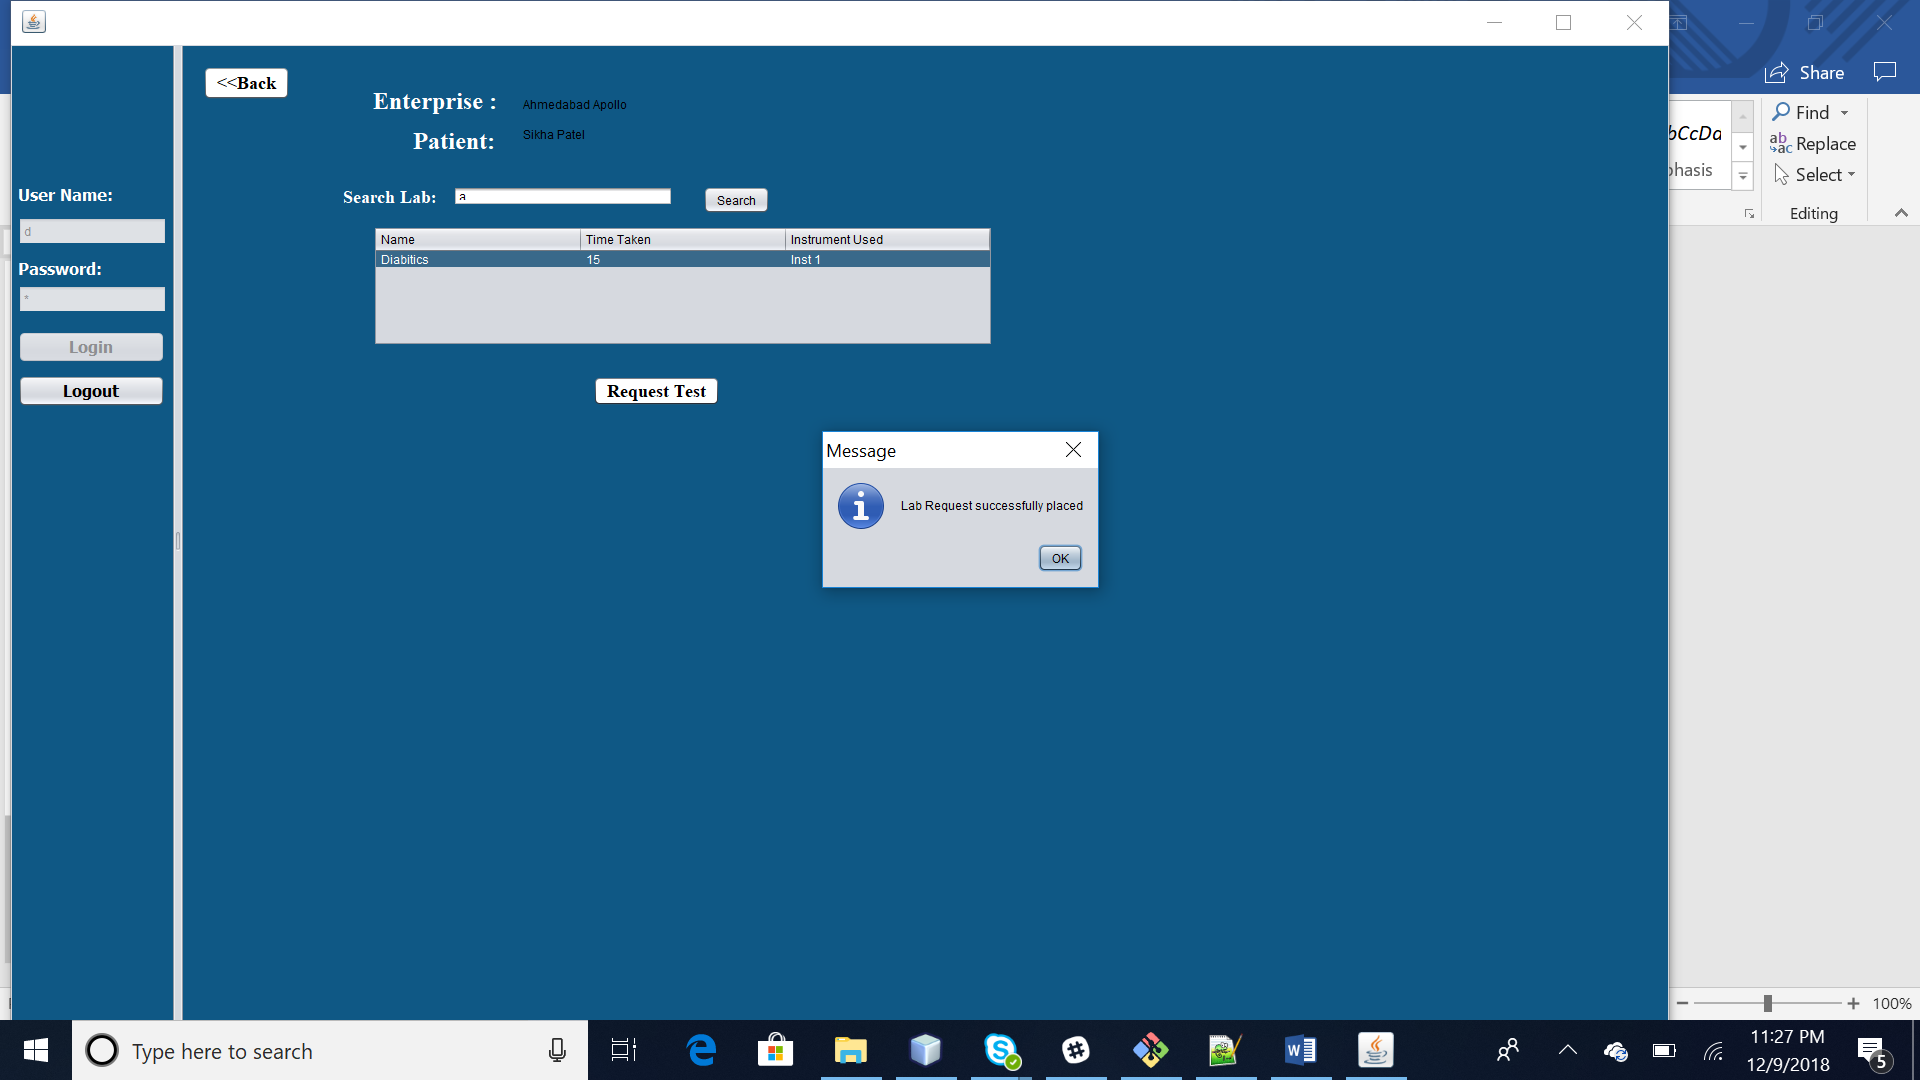 <<Back
Enterprise :
Ahmedabad Apollo
Patient:
Sikha Patel
Search Lab:
a
Search
Name
Time Taken
Instrument Used
Diabitics
15
Inst 1
Request Test
User Name:
d
Password:
*
Login
Logout
Message
Lab Request successfully placed
OK
Share
Find
Replace
Select
Editing
bCcDd
hasis
100%
Type here to search
11:27 PM
12/9/2018
5